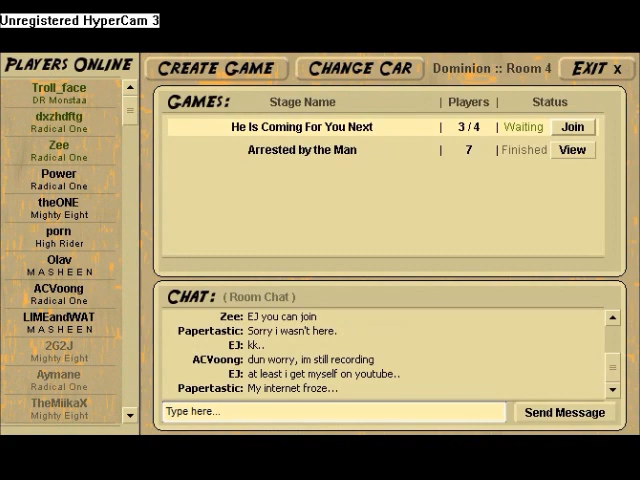 Unregistered HyperCam 3
PLAYERS ONLINE
CREATE GAME
CHANGE CAR
Dominion :: Room 4
EXIT x
Troll_face
DR Monstaa
dxzhdftg
Radical One
Zee
Radical One
Power
Radical One
theONE
Mighty Eight
porn
High Rider
Olav
M A S H E E N
ACVoong
Radical One
LIMEandWAT
M A S H E E N
2G2J
Mighty Eight
Aymane
Radical One
TheMiikaX
Mighty Eight
GAMES: Stage Name | Players | Status
He Is Coming For You Next | 3 / 4 | Waiting Join
Arrested by the Man | 7 | Finished View
CHAT: ( Room Chat )
Zee: EJ you can join
Papertastic: Sorry i wasn't here.
EJ: kk..
ACVoong: dun worry, im still recording
EJ: at least i get myself on youtube..
Papertastic: My internet froze...
Type here...
Send Message